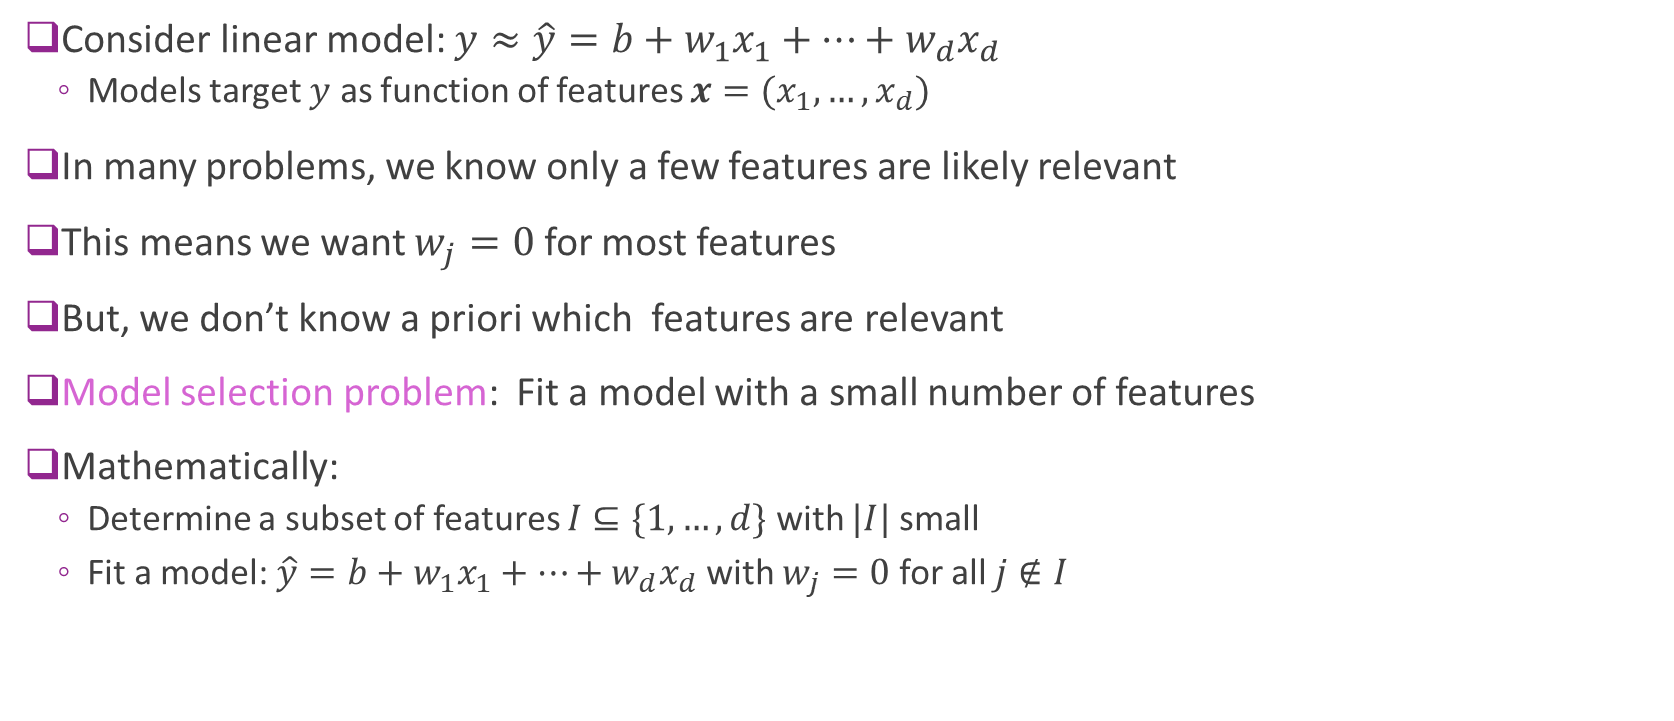 ❑Consider linear model: y ≈ ŷ = b + w₁x₁ + ⋯ + w_d x_d
◦ Models target y as function of features x = (x₁, … , x_d)
❑In many problems, we know only a few features are likely relevant
❑This means we want w_j = 0 for most features
❑But, we don’t know a priori which features are relevant
❑Model selection problem: Fit a model with a small number of features
❑Mathematically:
◦ Determine a subset of features I ⊆ {1, … , d} with |I| small
◦ Fit a model: ŷ = b + w₁x₁ + ⋯ + w_d x_d with w_j = 0 for all j ∉ I